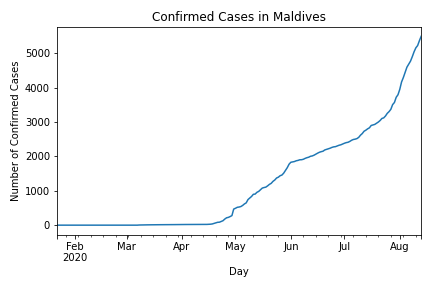 Confirmed Cases in Maldives
Number of Confirmed Cases
5000
4000
3000
2000
1000
0
Feb
2020
Mar
Apr
May
Jun
Jul
Aug
Day